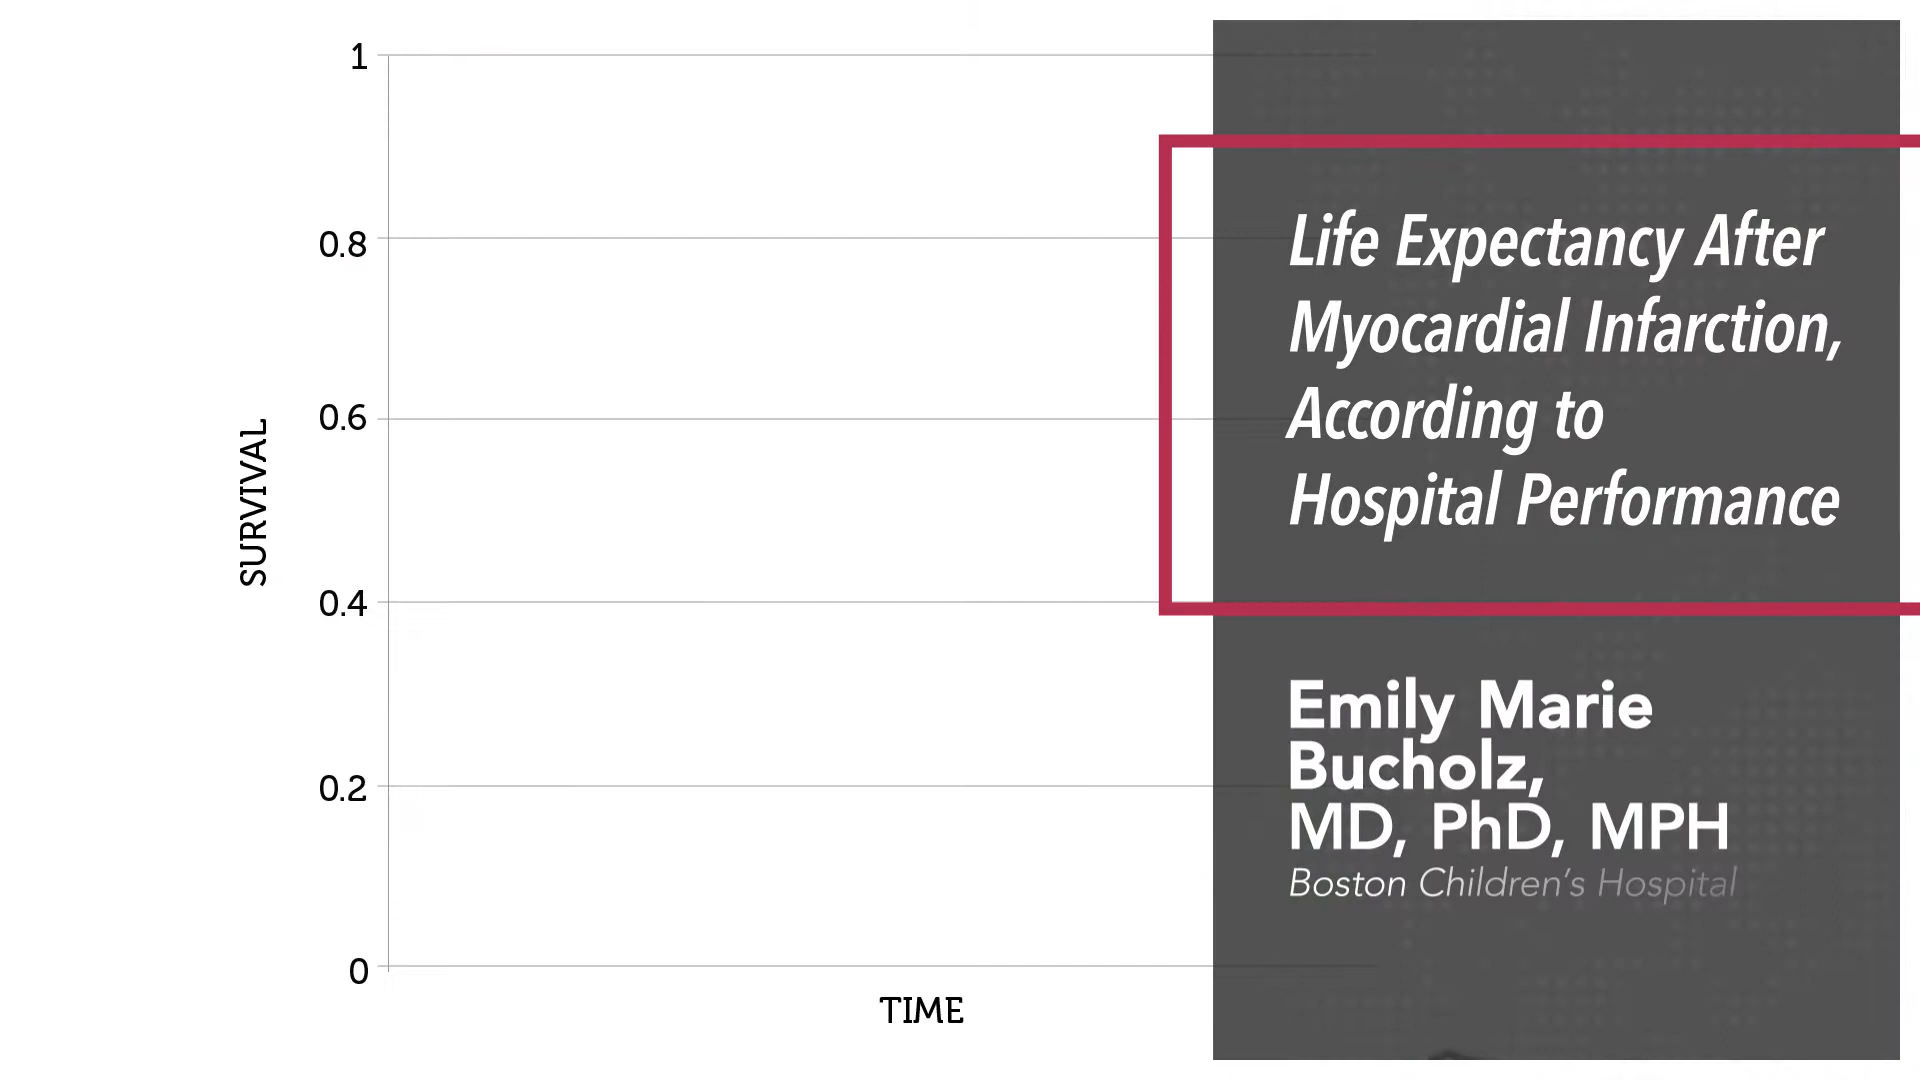 1
0.8
0.6
0.4
0.2
0
SURVIVAL
TIME
Life Expectancy After
Myocardial Infarction,
According to
Hospital Performance
Emily Marie
Bucholz,
MD, PhD, MPH
Boston Children's Hospital